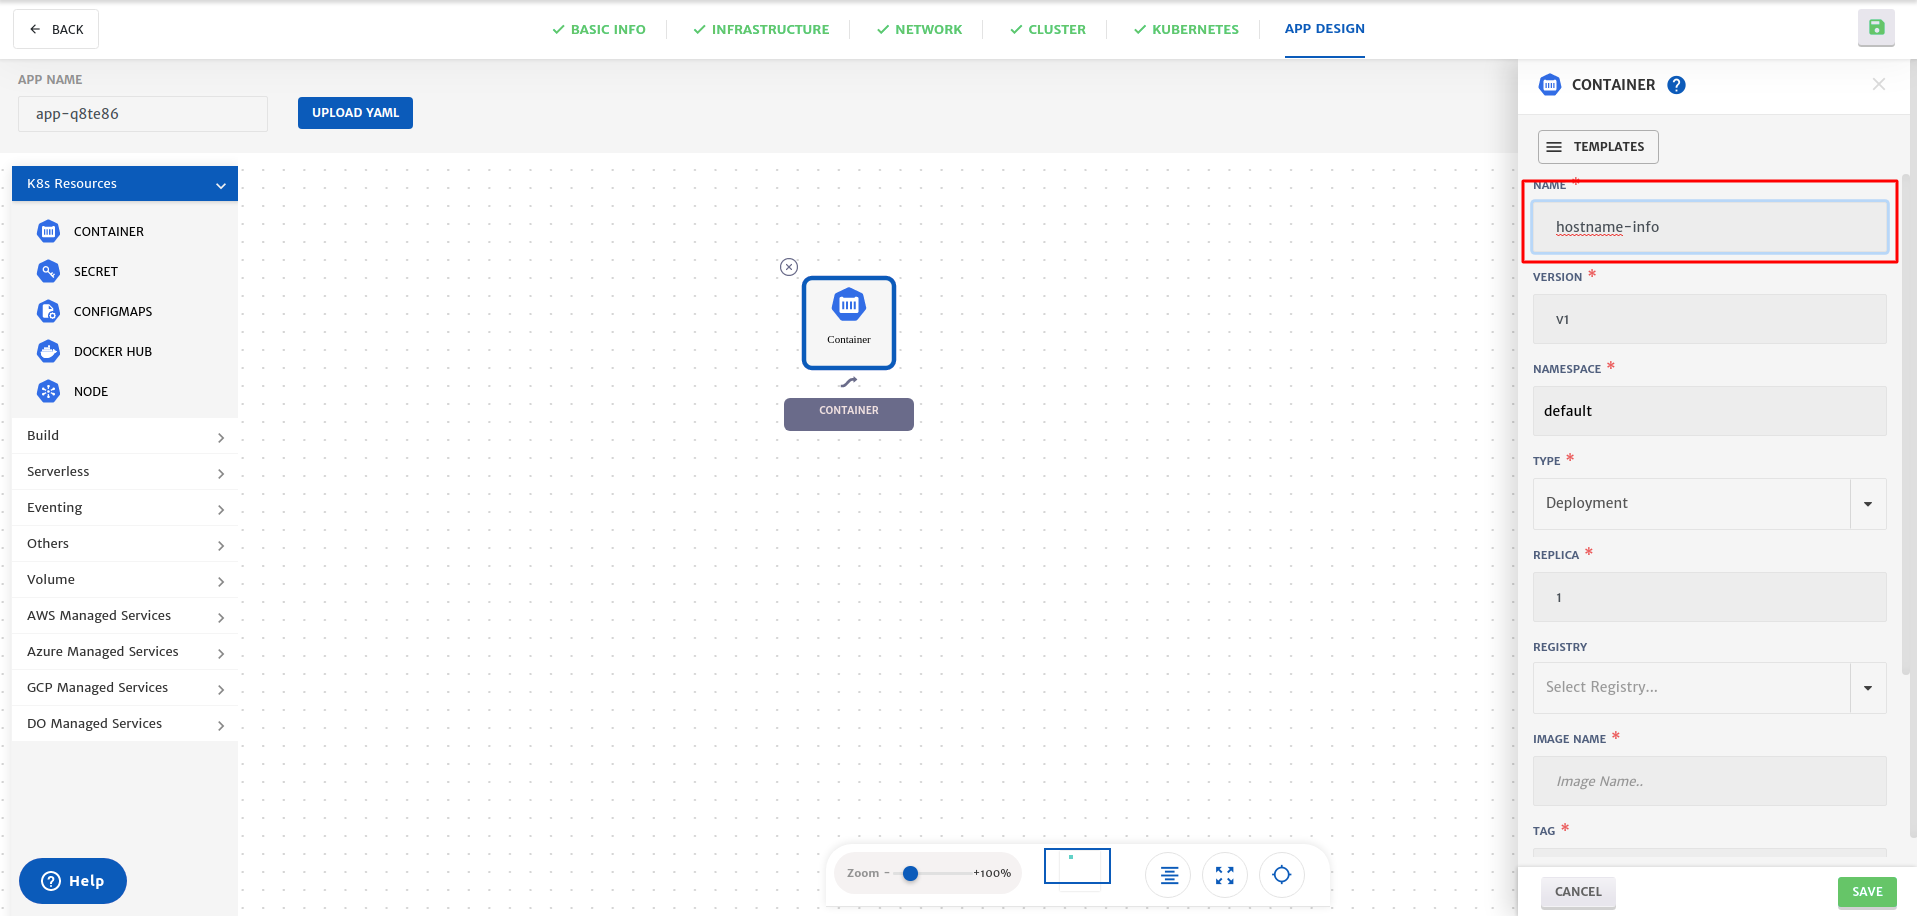 BACK
BASIC INFO
INFRASTRUCTURE
NETWORK
CLUSTER
KUBERNETES
APP DESIGN
APP NAME
app-q8te86
UPLOAD YAML
K8s Resources
CONTAINER
SECRET
CONFIGMAPS
DOCKER HUB
NODE
Build
Serverless
Eventing
Others
Volume
AWS Managed Services
Azure Managed Services
GCP Managed Services
DO Managed Services
? Help
Container
CONTAINER
Zoom - +100%
CONTAINER ?
TEMPLATES
NAME *
hostname-info
VERSION *
v1
NAMESPACE *
default
TYPE *
Deployment
REPLICA *
1
REGISTRY
Select Registry...
IMAGE NAME *
Image Name..
TAG *
CANCEL
SAVE